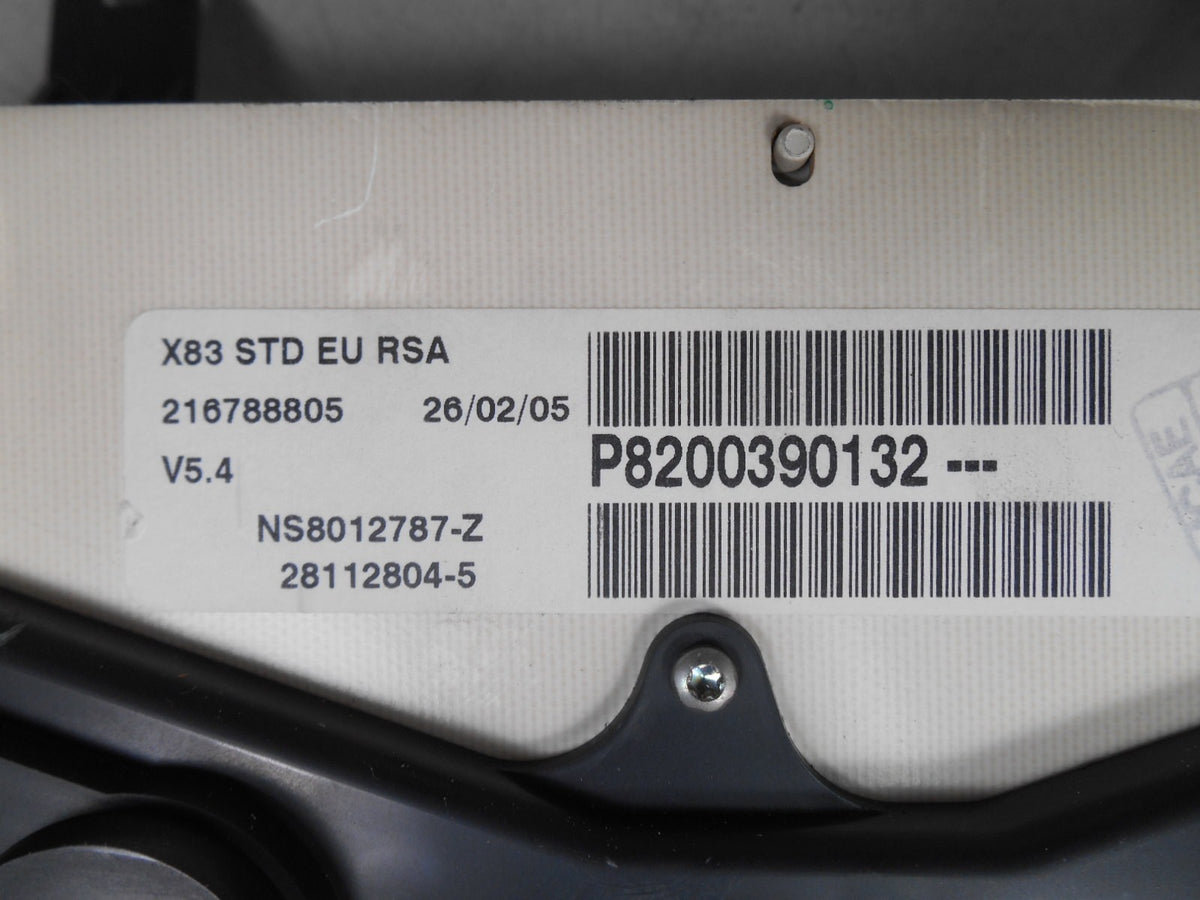 X83 STD EU RSA
216788805 26/02/05
V5.4
P8200390132 ---
NS8012787-Z
28112804-5